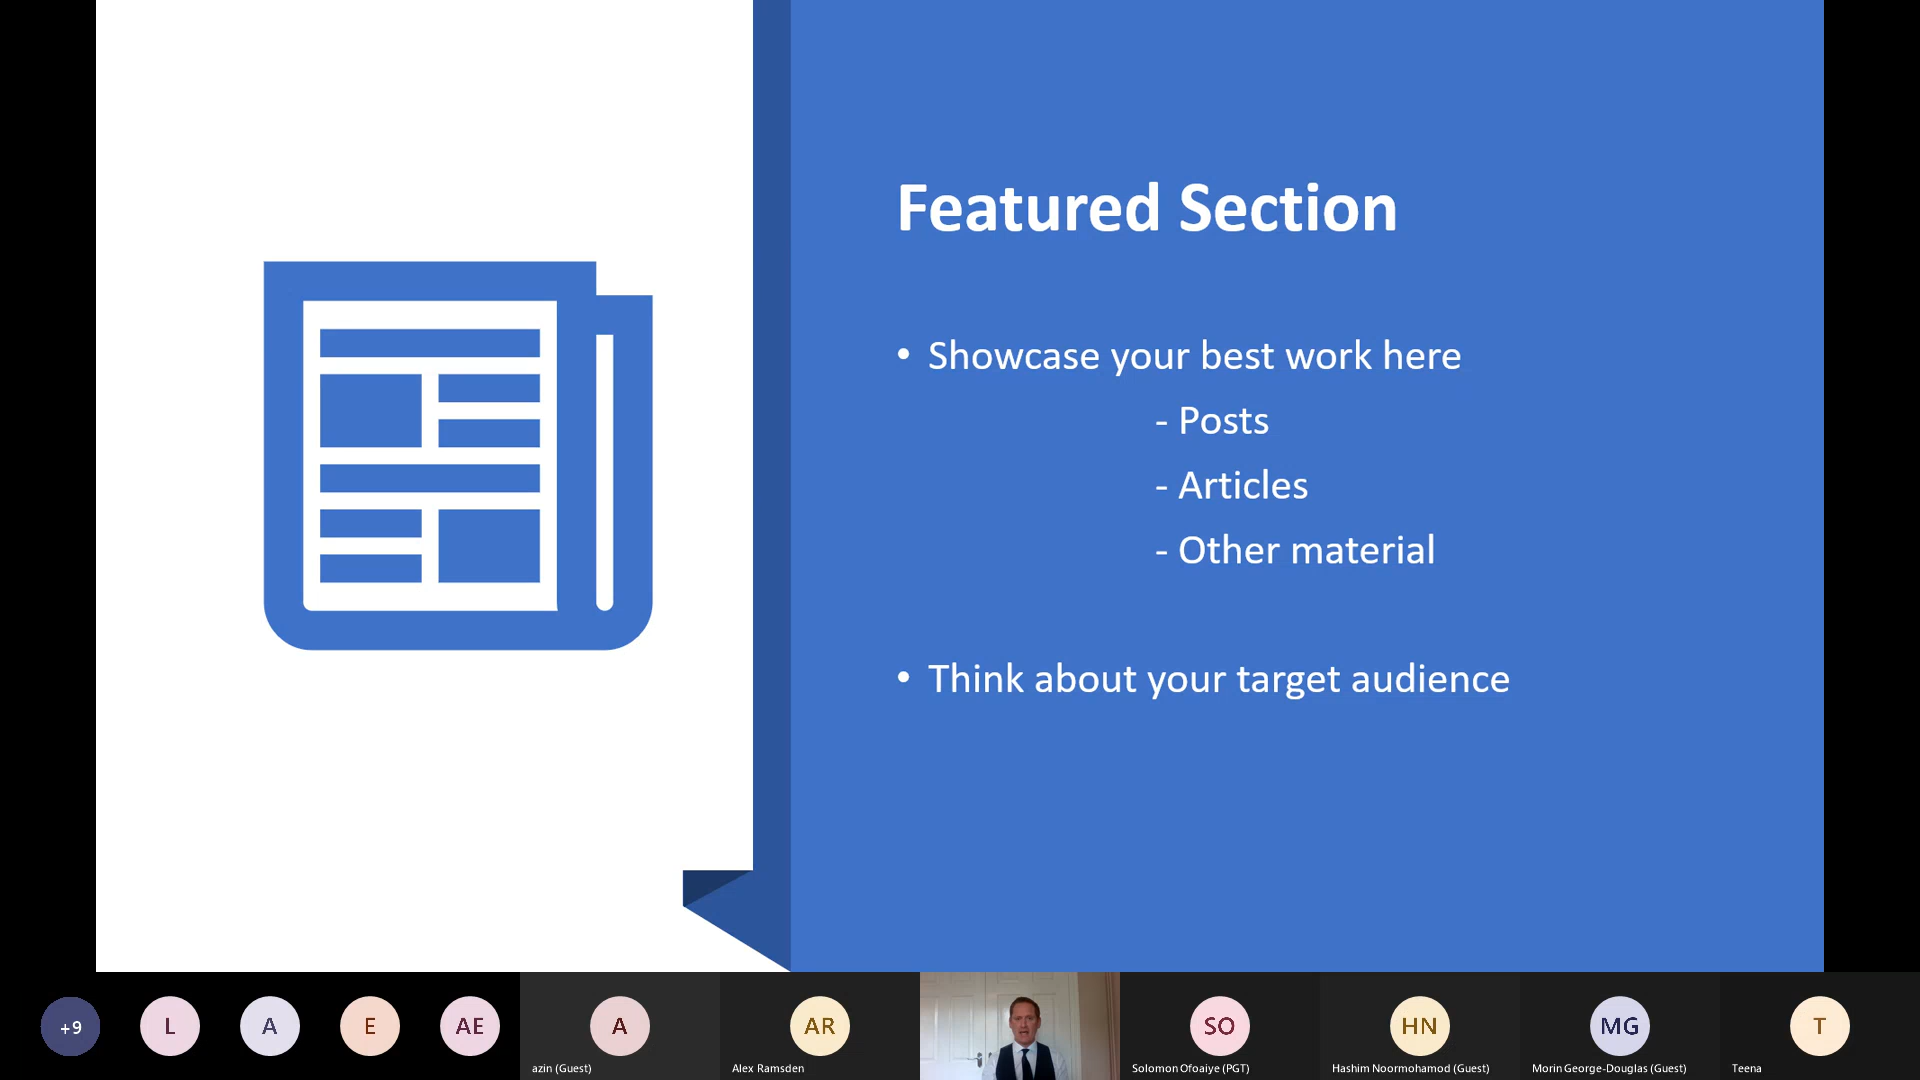 Featured Section
• Showcase your best work here
- Posts
- Articles
- Other material
• Think about your target audience
+9
L
A
E
AE
A
AR
SO
HN
MG
T
azin (Guest)
Alex Ramsden
Solomon Ofoaiye (PGT)
Hashim Noormohamod (Guest)
Morin George-Douglas (Guest)
Teena